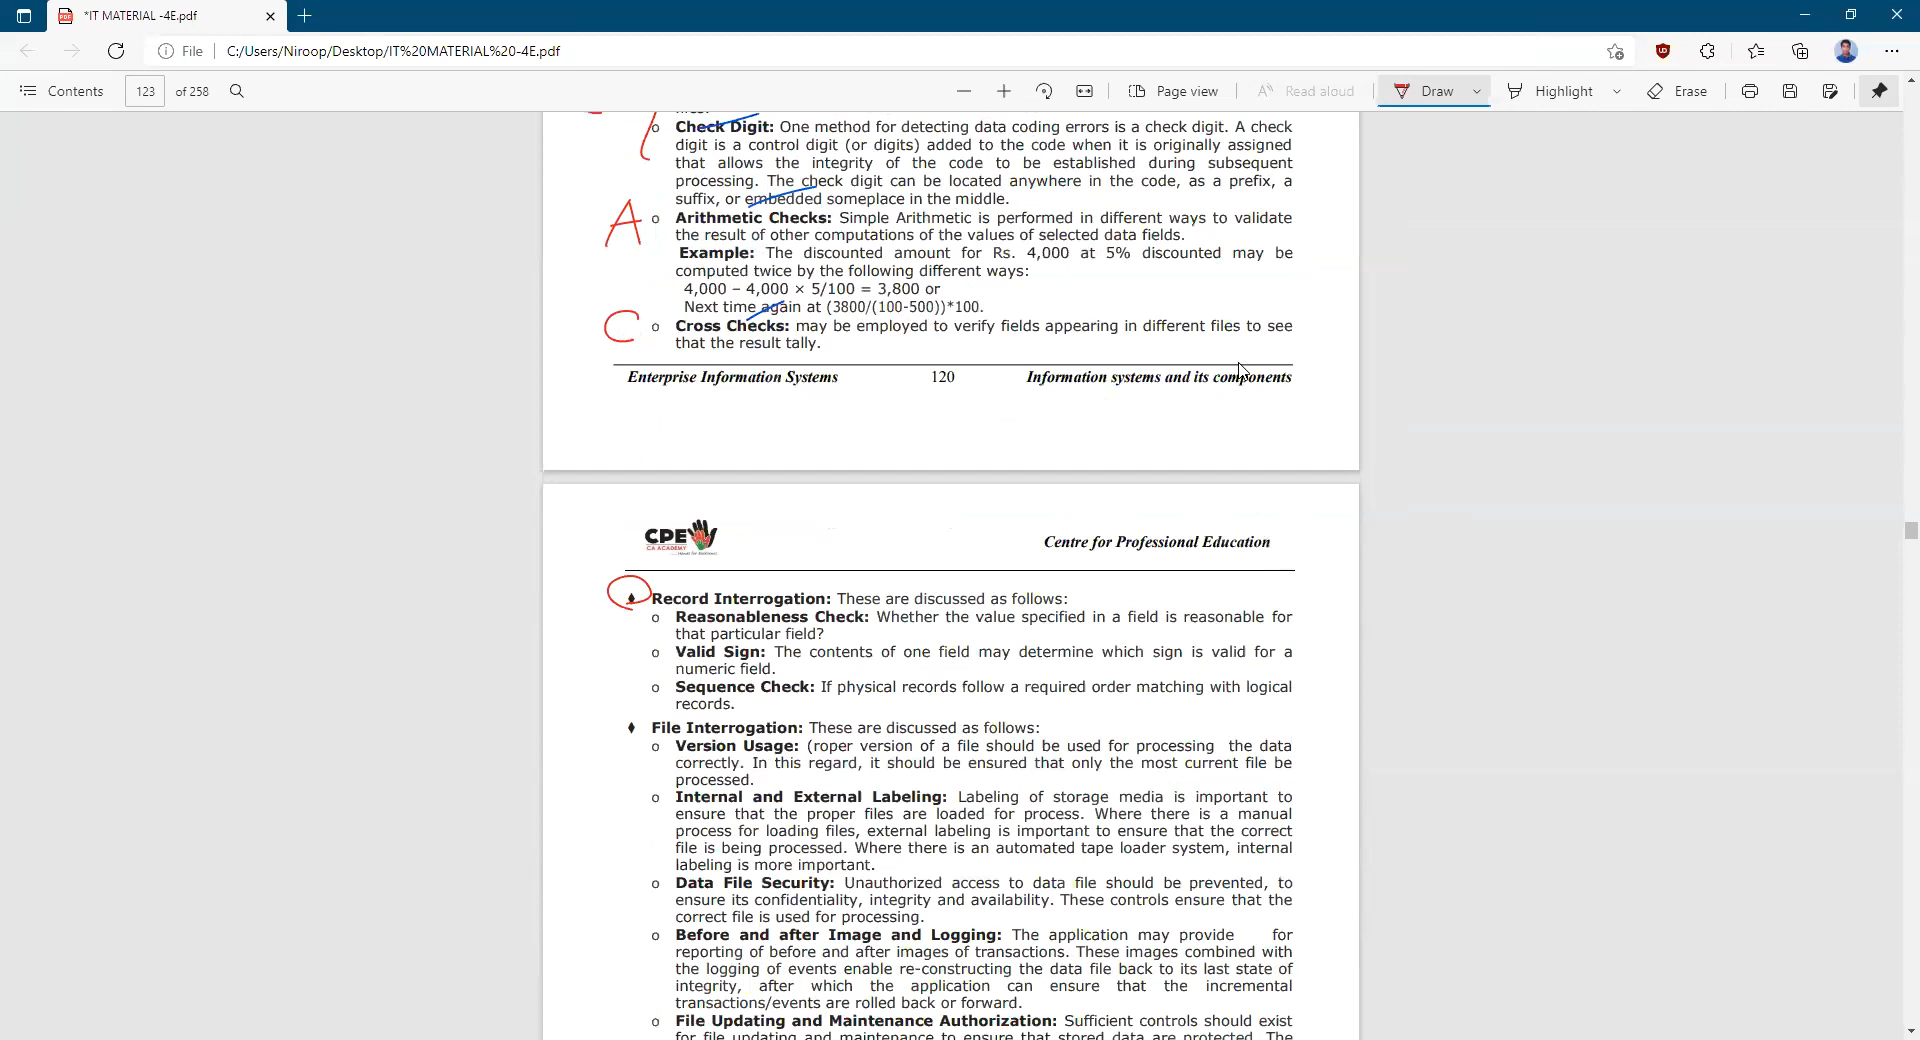 *IT MATERIAL -4E.pdf
File C:/Users/Niroop/Desktop/IT%20MATERIAL%20-4E.pdf
Contents 123 of 258 Page view Read aloud Draw Highlight Erase
o Check Digit: One method for detecting data coding errors is a check digit. A check
digit is a control digit (or digits) added to the code when it is originally assigned
that allows the integrity of the code to be established during subsequent
processing. The check digit can be located anywhere in the code, as a prefix, a
suffix, or embedded someplace in the middle.
A o Arithmetic Checks: Simple Arithmetic is performed in different ways to validate
the result of other computations of the values of selected data fields.
Example: The discounted amount for Rs. 4,000 at 5% discounted may be
computed twice by the following different ways:
4,000 – 4,000 × 5/100 = 3,800 or
Next time again at (3800/(100-500))*100.
C o Cross Checks: may be employed to verify fields appearing in different files to see
that the result tally.
Enterprise Information Systems 120 Information systems and its components
CPE
CA ACADEMY
Centre for Professional Education
♦ Record Interrogation: These are discussed as follows:
o Reasonableness Check: Whether the value specified in a field is reasonable for
that particular field?
o Valid Sign: The contents of one field may determine which sign is valid for a
numeric field.
o Sequence Check: If physical records follow a required order matching with logical
records.
♦ File Interrogation: These are discussed as follows:
o Version Usage: (roper version of a file should be used for processing the data
correctly. In this regard, it should be ensured that only the most current file be
processed.
o Internal and External Labeling: Labeling of storage media is important to
ensure that the proper files are loaded for process. Where there is a manual
process for loading files, external labeling is important to ensure that the correct
file is being processed. Where there is an automated tape loader system, internal
labeling is more important.
o Data File Security: Unauthorized access to data file should be prevented, to
ensure its confidentiality, integrity and availability. These controls ensure that the
correct file is used for processing.
o Before and after Image and Logging: The application may provide for
reporting of before and after images of transactions. These images combined with
the logging of events enable re-constructing the data file back to its last state of
integrity, after which the application can ensure that the incremental
transactions/events are rolled back or forward.
o File Updating and Maintenance Authorization: Sufficient controls should exist
for file updating and maintenance to ensure that stored data are protected. The